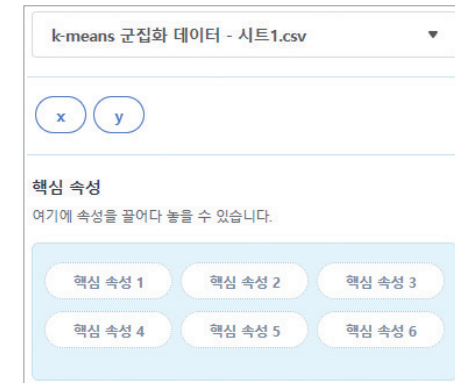 k-means 군집화 데이터 - 시트1.csv
x y
핵심 속성
여기에 속성을 끌어다 놓을 수 있습니다.
핵심 속성 1 핵심 속성 2 핵심 속성 3
핵심 속성 4 핵심 속성 5 핵심 속성 6